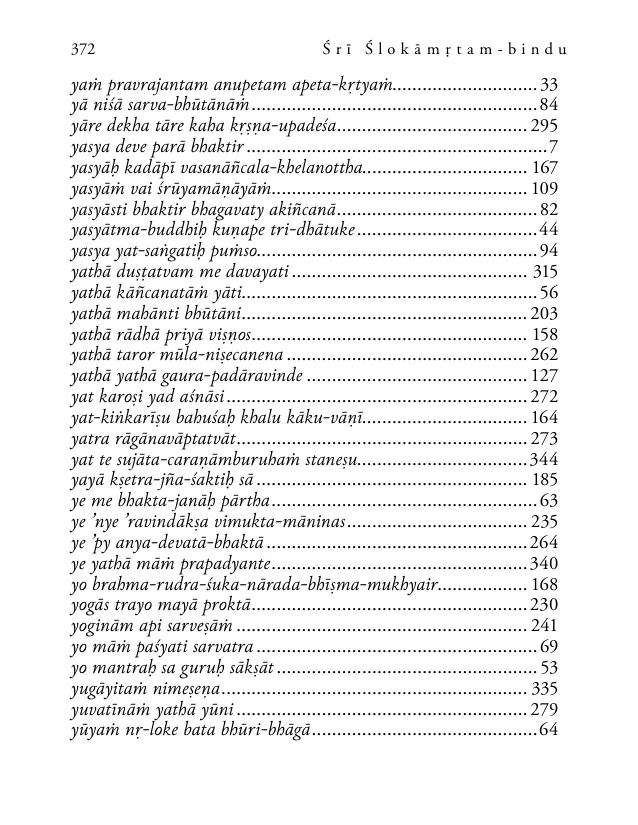 372 Śrī Ślokāmṛtam-bindu
yaṁ pravrajantam anupetam apeta-kṛtyaṁ............................ 33
yā niśā sarva-bhūtānāṁ........................................................84
yāre dekha tāre kaha kṛṣṇa-upadeśa..................................... 295
yasya deve parā bhaktir..........................................................7
yasyāḥ kadāpī vasanāñcala-khelanottha................................ 167
yasyāṁ vai śrūyamāṇāyāṁ.................................................. 109
yasyāsti bhaktir bhagavaty akiñcanā.......................................82
yasyātma-buddhiḥ kuṇape tri-dhātuke...................................44
yasya yat-saṅgatiḥ puṁso......................................................94
yathā duṣṭatvam me davayati.............................................. 315
yathā kāñcanatāṁ yāti.........................................................56
yathā mahānti bhūtāni....................................................... 203
yathā rādhā priyā viṣṇos..................................................... 158
yathā taror mūla-niṣecanena .............................................. 262
yathā yathā gaura-padāravinde ........................................... 127
yat karoṣi yad aśnāsi.......................................................... 272
yat-kiṅkarīṣu bahuśaḥ khalu kāku-vāṇī................................ 164
yatra rāgānavāptatvāt........................................................ 273
yat te sujāta-caraṇāmburuhaṁ staneṣu.................................344
yayā kṣetra-jña-śaktiḥ sā .................................................... 185
ye me bhakta-janāḥ pārtha....................................................63
ye ’nye ’ravindākṣa vimukta-māninas................................... 235
ye ’py anya-devatā-bhaktā...................................................264
ye yathā māṁ prapadyante..................................................340
yo brahma-rudra-śuka-nārada-bhīṣma-mukhyair................. 168
yogās trayo mayā proktā..................................................... 230
yoginām api sarveṣāṁ ........................................................ 241
yo māṁ paśyati sarvatra .......................................................69
yo mantraḥ sa guruḥ sākṣāt ...................................................53
yugāyitaṁ nimeṣeṇa........................................................... 335
yuvatīnāṁ yathā yūni ........................................................ 279
yūyaṁ nṛ-loke bata bhūri-bhāgā............................................64